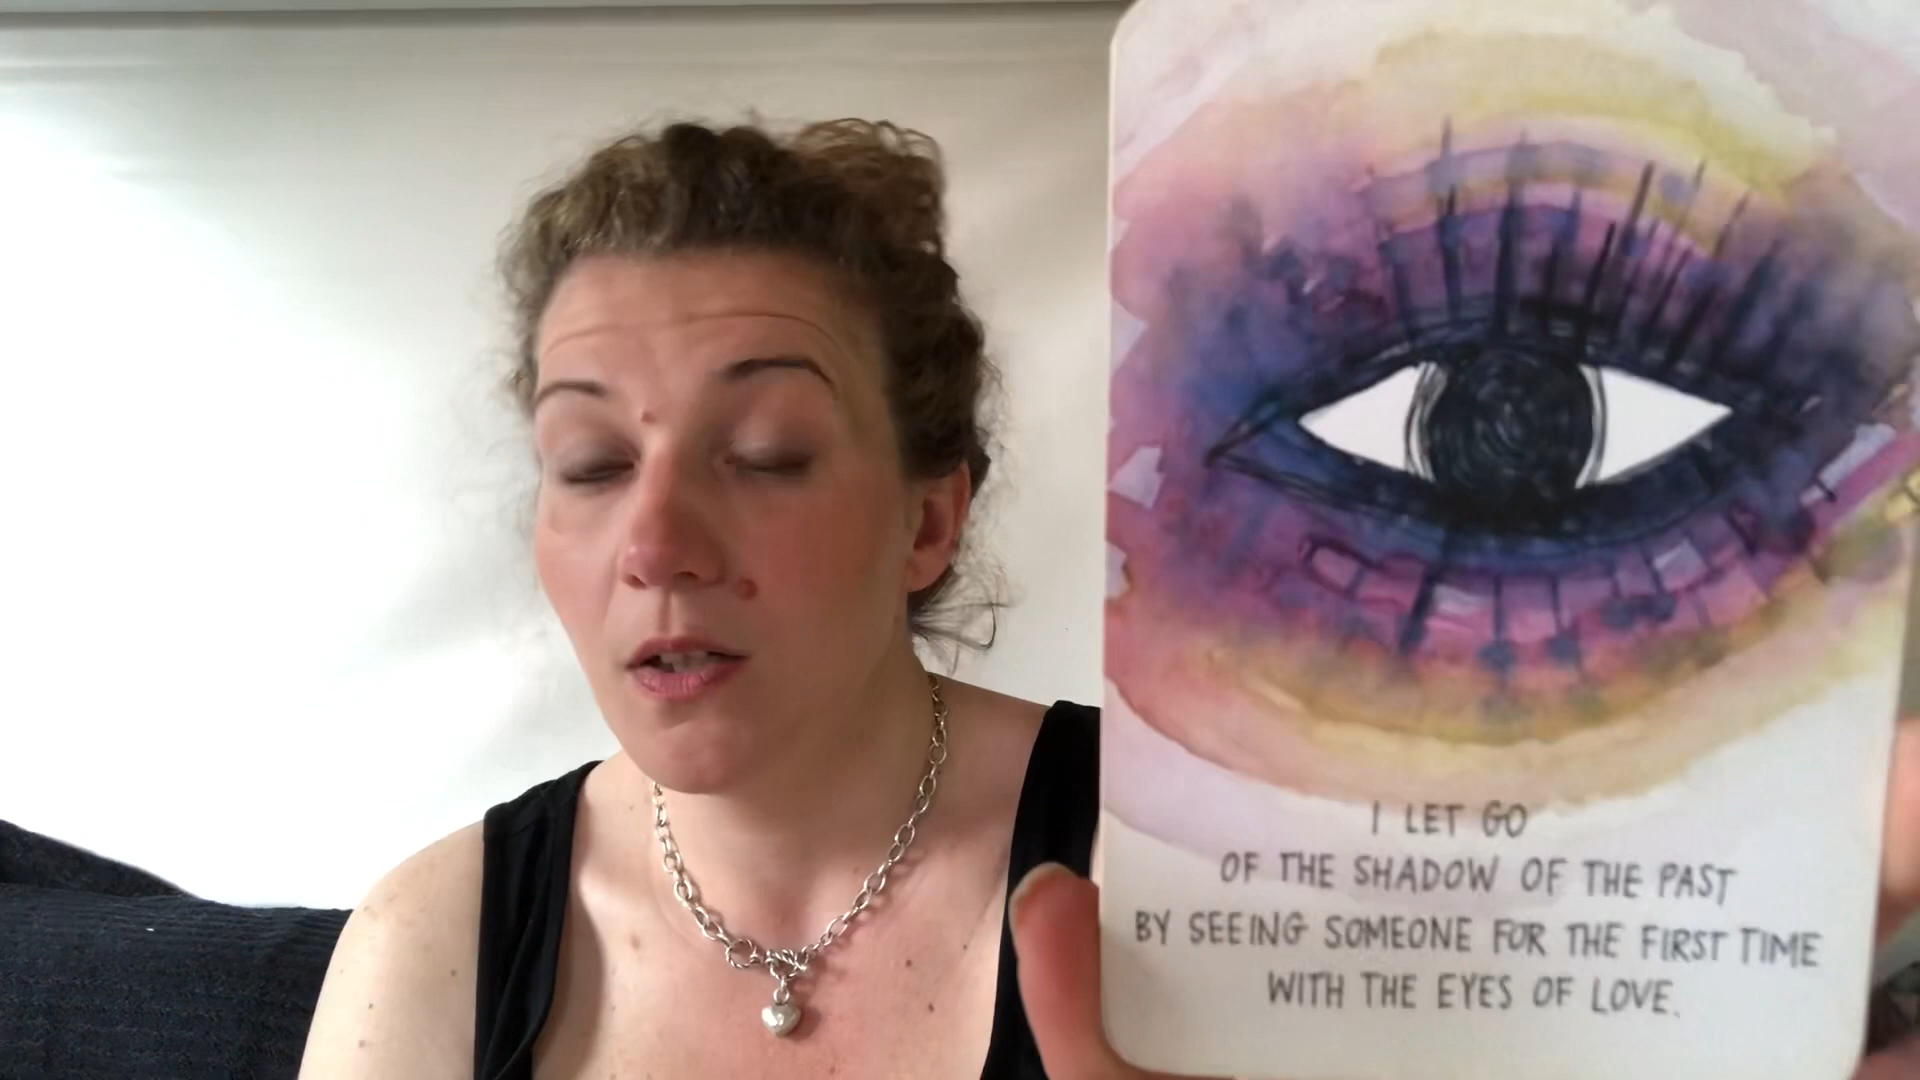 I LET GO
OF THE SHADOW OF THE PAST
BY SEEING SOMEONE FOR THE FIRST TIME
WITH THE EYES OF LOVE.